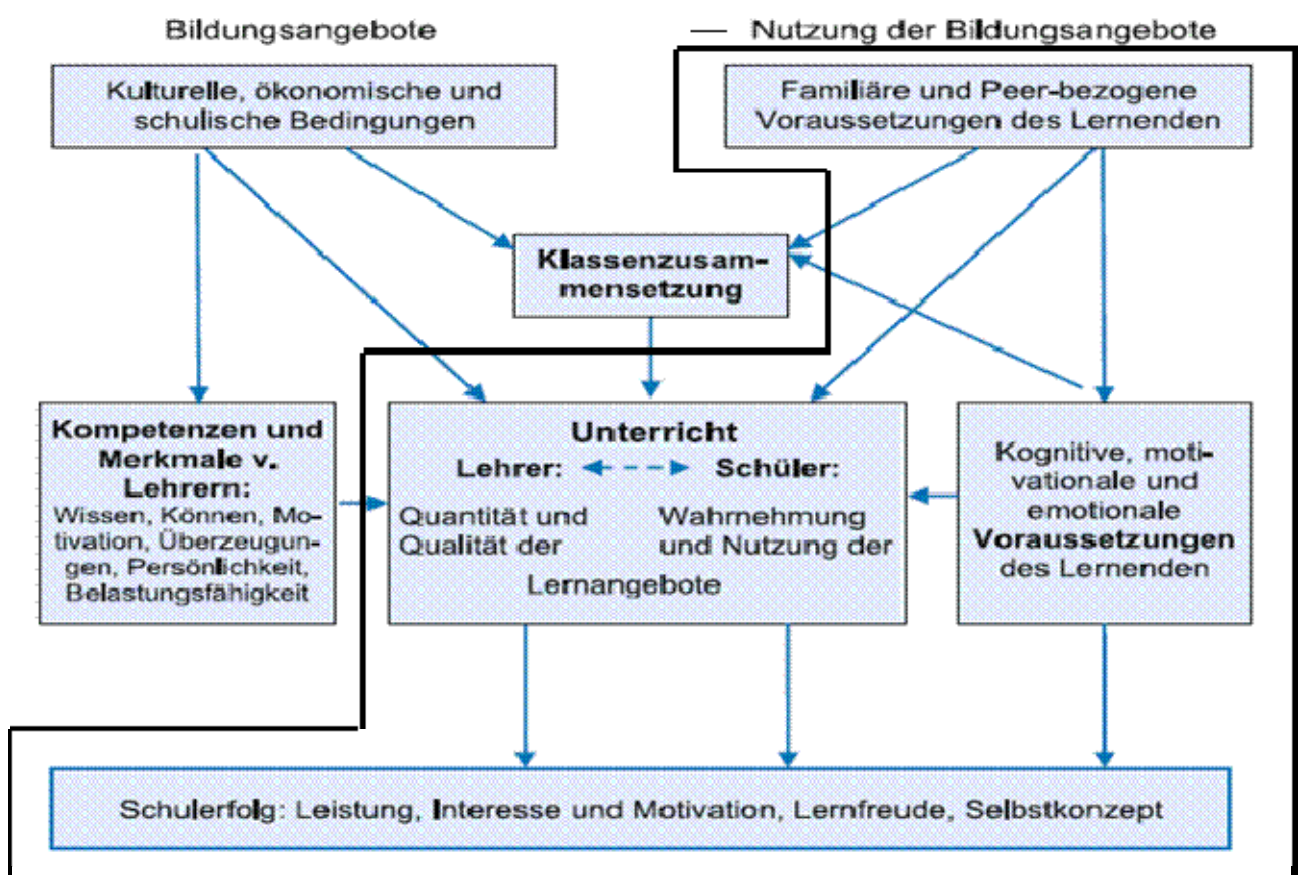 Bildungsangebote
— Nutzung der Bildungsangebote
Kulturelle, ökonomische und
schulische Bedingungen
Familiäre und Peer-bezogene
Voraussetzungen des Lernenden
Klassenzusam-
mensetzung
Kompetenzen und
Merkmale v.
Lehrern:
Wissen, Können, Mo-
tivation, Überzeugun-
gen, Persönlichkeit,
Belastungsfähigkeit
Unterricht
Lehrer: Schüler:
Quantität und
Qualität der
Wahrnehmung
und Nutzung der
Lernangebote
Kognitive, moti-
vationale und
emotionale
Voraussetzungen
des Lernenden
Schulerfolg: Leistung, Interesse und Motivation, Lernfreude, Selbstkonzept